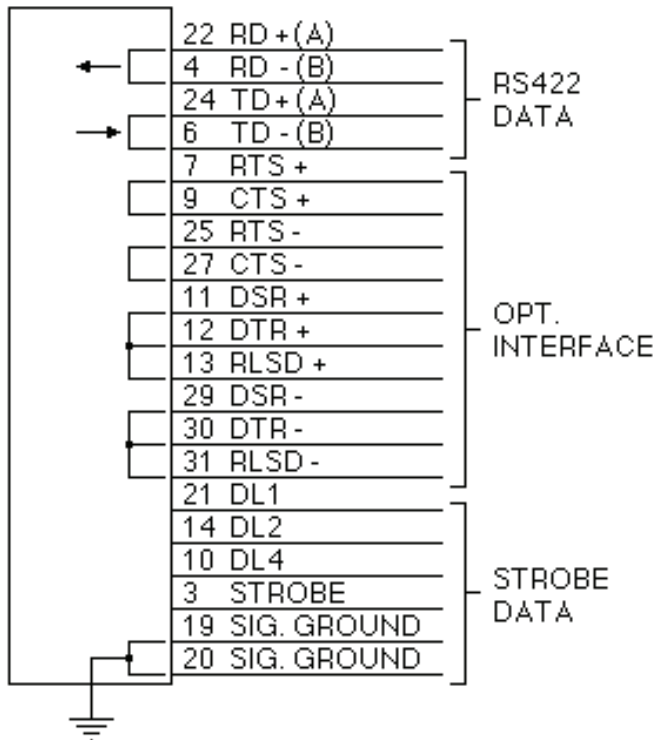 22 RD +(A)
4 RD - (B)
24 TD+(A)
6 TD - (B)
RS422
DATA
7 RTS +
9 CTS +
25 RTS -
27 CTS -
11 DSR +
12 DTR +
13 RLSD +
29 DSR -
30 DTR -
31 RLSD -
OPT.
INTERFACE
21 DL1
14 DL2
10 DL4
3 STROBE
19 SIG. GROUND
20 SIG. GROUND
STROBE
DATA